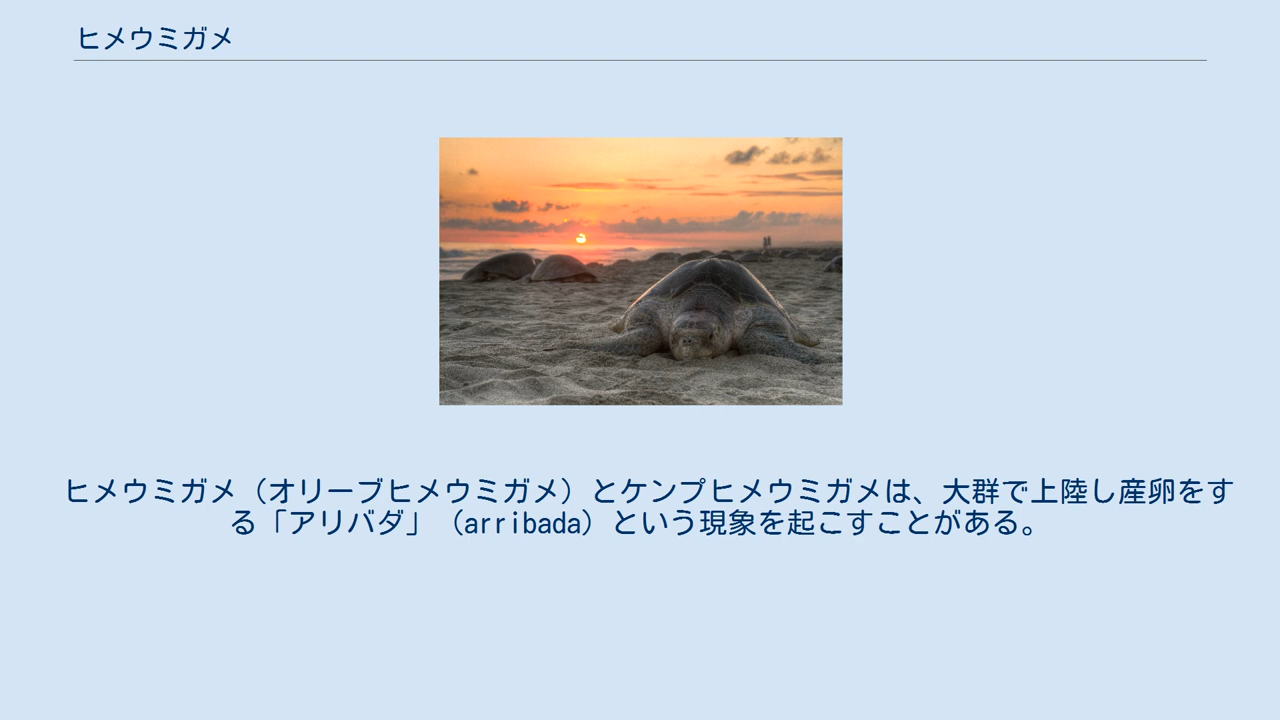 ヒメウミガメ
ヒメウミガメ（オリーブヒメウミガメ）とケンプヒメウミガメは、大群で上陸し産卵をす
る「アリバダ」（arribada）という現象を起こすことがある。